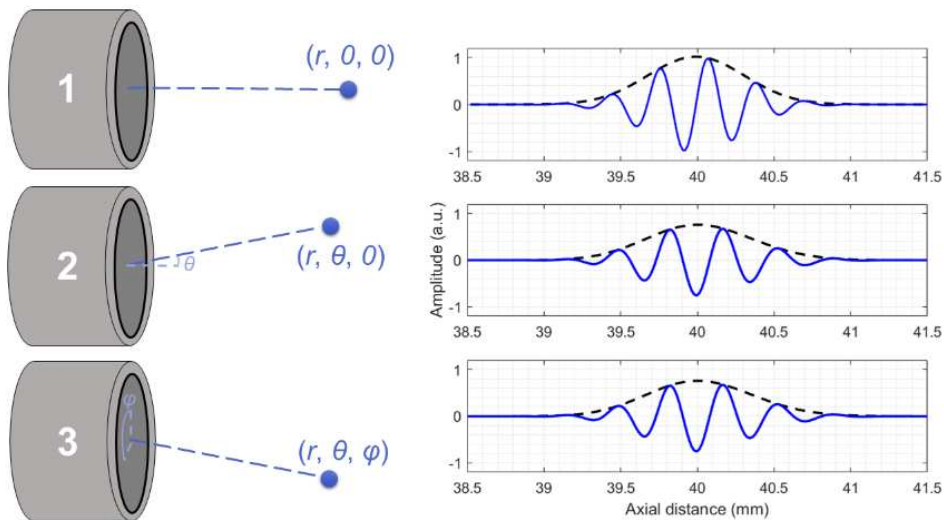 1
(r, 0, 0)
2
θ
(r, θ, 0)
3
φ
(r, θ, φ)
1
0
-1
38.5 39 39.5 40 40.5 41 41.5
Amplitude (a.u.)
1
0
-1
38.5 39 39.5 40 40.5 41 41.5
1
0
-1
38.5 39 39.5 40 40.5 41 41.5
Axial distance (mm)